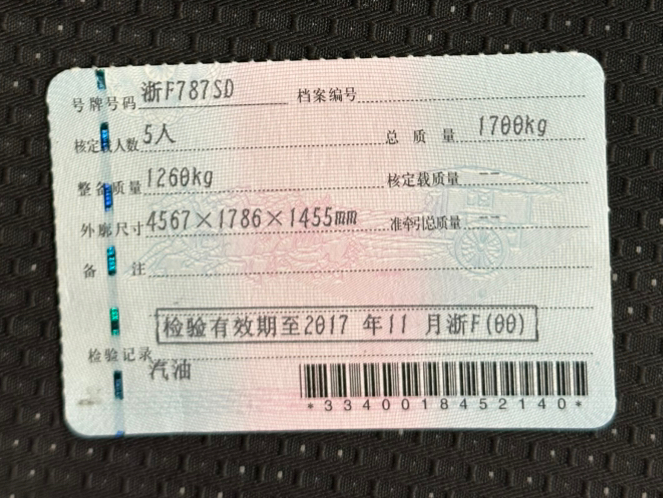 号牌号码 浙F787SD 档案编号
核定载人数 5人 总质量 1700kg
整备质量 1260kg 核定载质量 --
外廓尺寸 4567×1786×1455mm 准牵引总质量 --
备注
检验有效期至2017 年11 月浙F(00)
检验记录
汽油
*3340018452140*